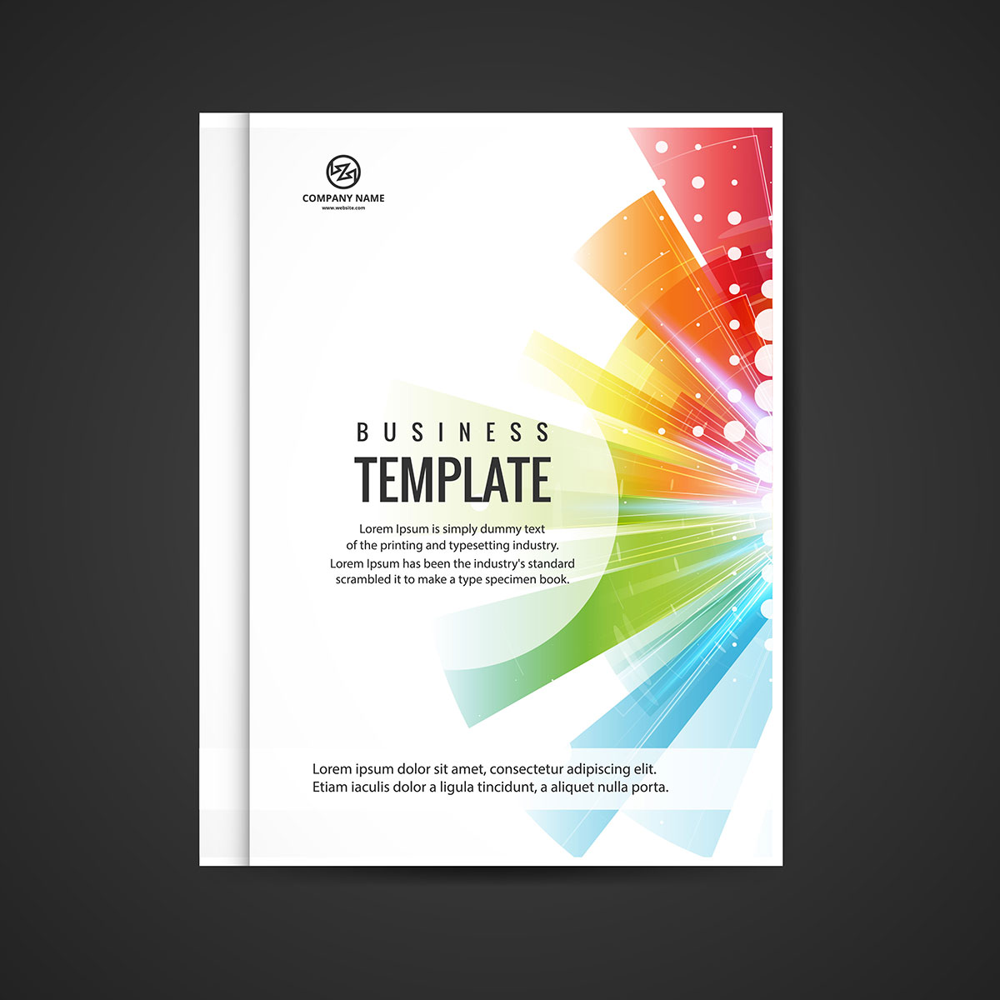 COMPANY NAME
www.website.com
BUSINESS
TEMPLATE
Lorem Ipsum is simply dummy text
of the printing and typesetting industry.
Lorem Ipsum has been the industry's standard
scrambled it to make a type specimen book.
Lorem ipsum dolor sit amet, consectetur adipiscing elit.
Etiam iaculis dolor a ligula tincidunt, a aliquet nulla porta.